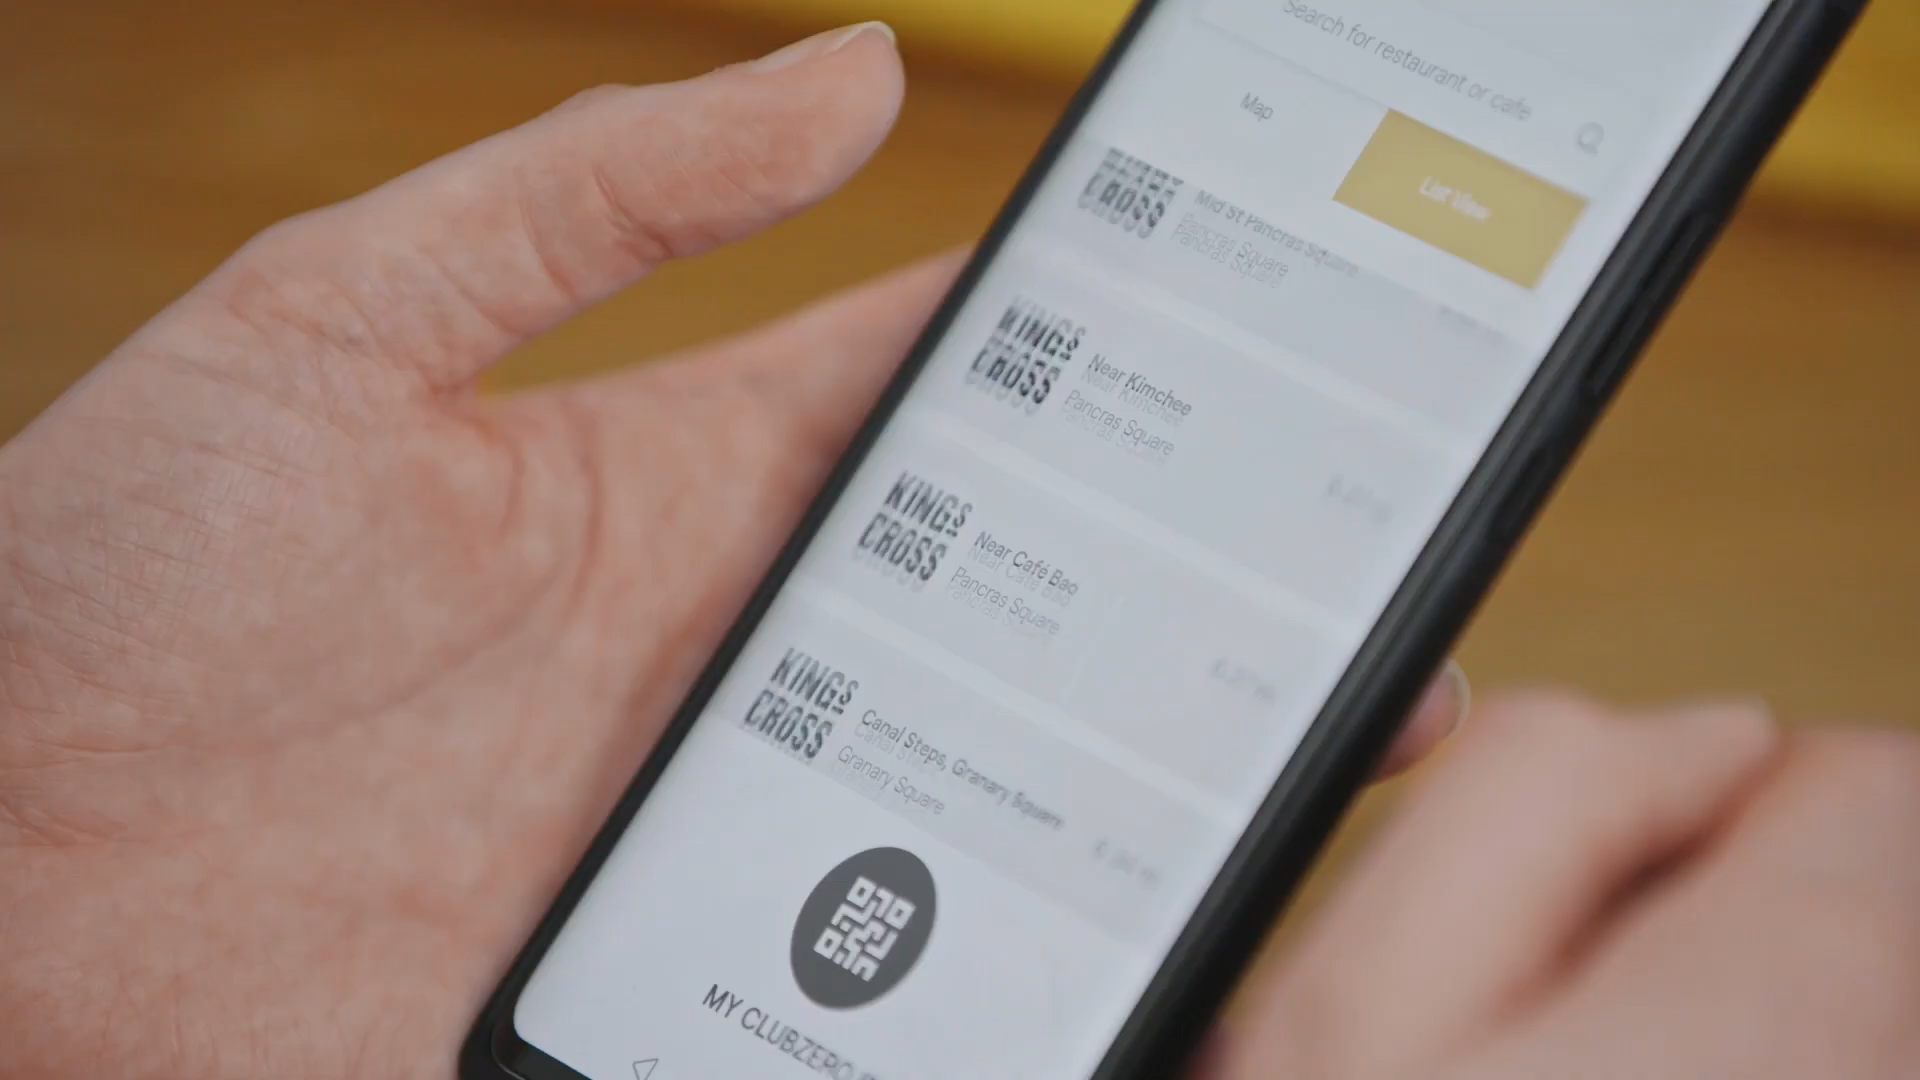 Search for restaurant or cafe
Map
List View
KINGS
CROSS
Mid St Pancras Square
Pancras Square
KINGS
CROSS
Near Kimchee
Pancras Square
KINGS
CROSS
Near Café Bao
Pancras Square
KINGS
CROSS
Canal Steps, Granary Square
Granary Square
MY CLUBZERO